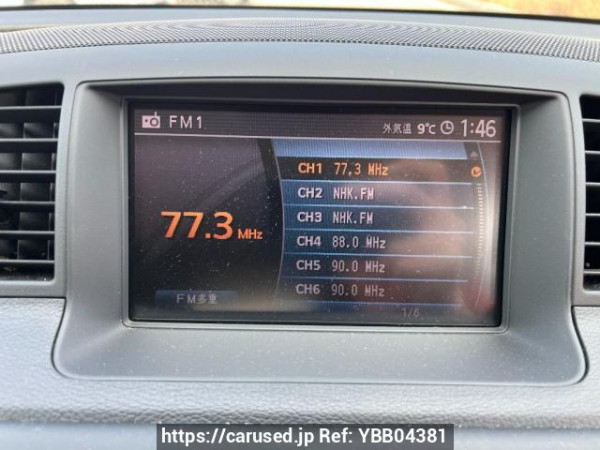 FM1
外気温 9℃ 1:46
CH1 77.3 MHz
CH2 NHK.FM
CH3 NHK.FM
77.3 MHz
CH4 88.0 MHz
CH5 90.0 MHz
FM多重
CH6 90.0 MHz
1/6
https://carused.jp Ref: YBB04381